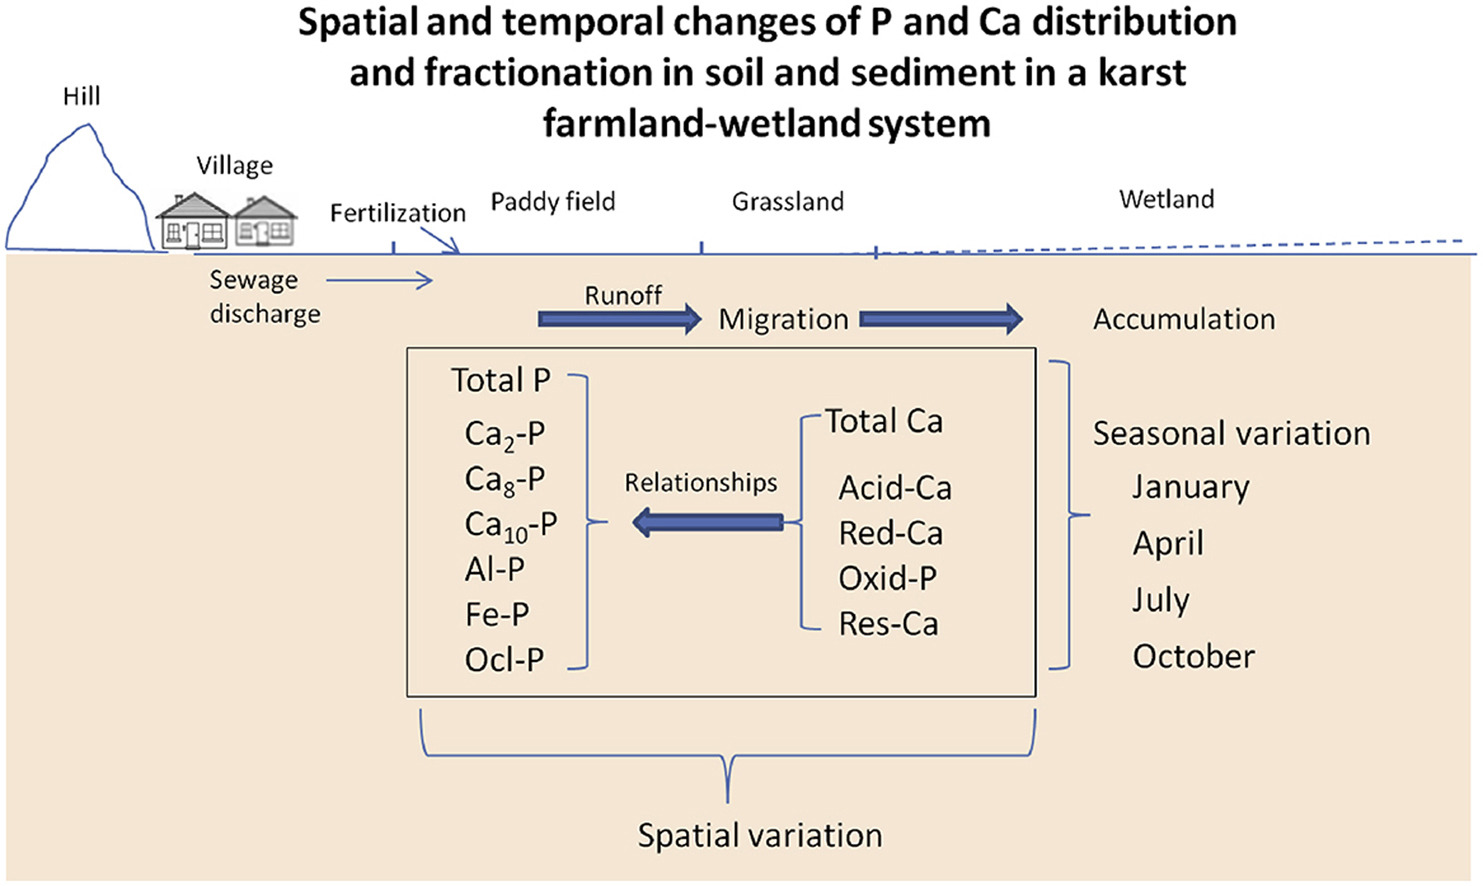 Spatial and temporal changes of P and Ca distribution
and fractionation in soil and sediment in a karst
farmland-wetland system
Hill
Village
Fertilization
Paddy field
Grassland
Wetland
Sewage
discharge
Runoff
Migration
Accumulation
Total P
Ca₂-P
Ca₈-P
Ca₁₀-P
Al-P
Fe-P
Ocl-P
Relationships
Total Ca
Acid-Ca
Red-Ca
Oxid-P
Res-Ca
Seasonal variation
January
April
July
October
Spatial variation